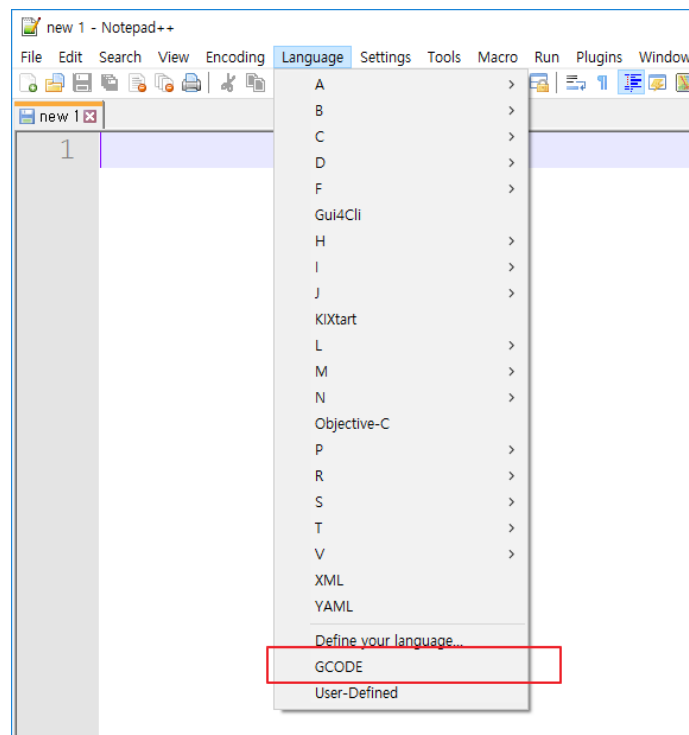 new 1 - Notepad++
File Edit Search View Encoding Language Settings Tools Macro Run Plugins Window
new 1
1
A
B
C
D
F
Gui4Cli
H
I
J
KIXtart
L
M
N
Objective-C
P
R
S
T
V
XML
YAML
Define your language...
GCODE
User-Defined